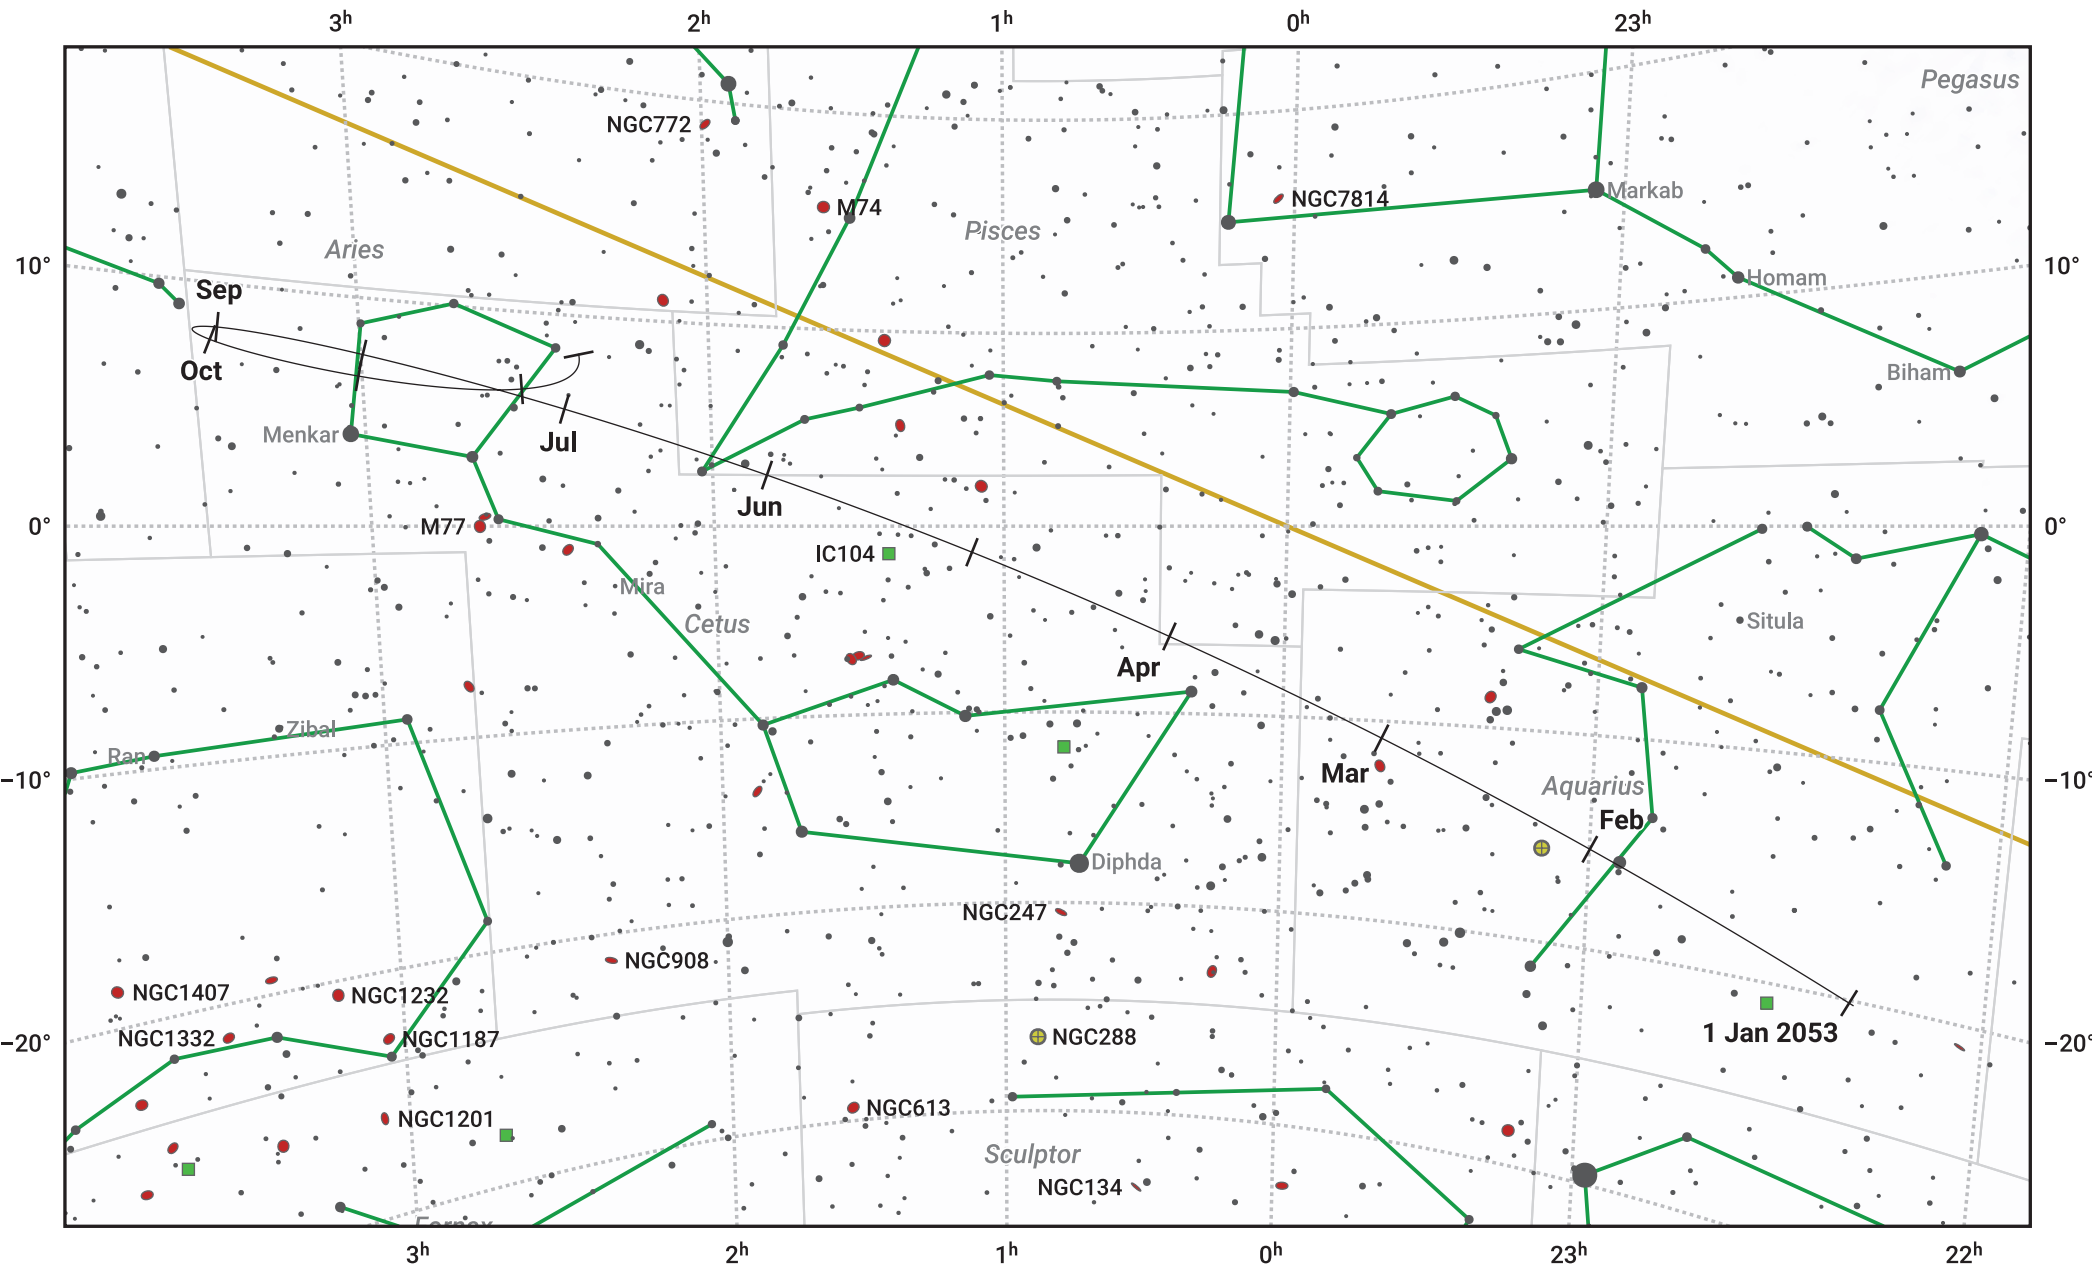 3h 2h 1h 0h 23h
Pegasus
NGC772
Markab
NGC7814
M74
Pisces
Aries
10° 10°
Homam
Sep
Oct
Biham
Menkar
Jul
Jun
M77
0° 0°
IC104
Mira
Cetus
Situla
Apr
Zibal
Ran
Mar
−10° −10°
Aquarius
Feb
Diphda
NGC247
NGC908
NGC1407
NGC1232
1 Jan 2053
NGC1332
NGC1187
NGC288
−20° −20°
NGC613
NGC1201
Sculptor
NGC134
Fornax
3h 2h 1h 0h 23h 22h